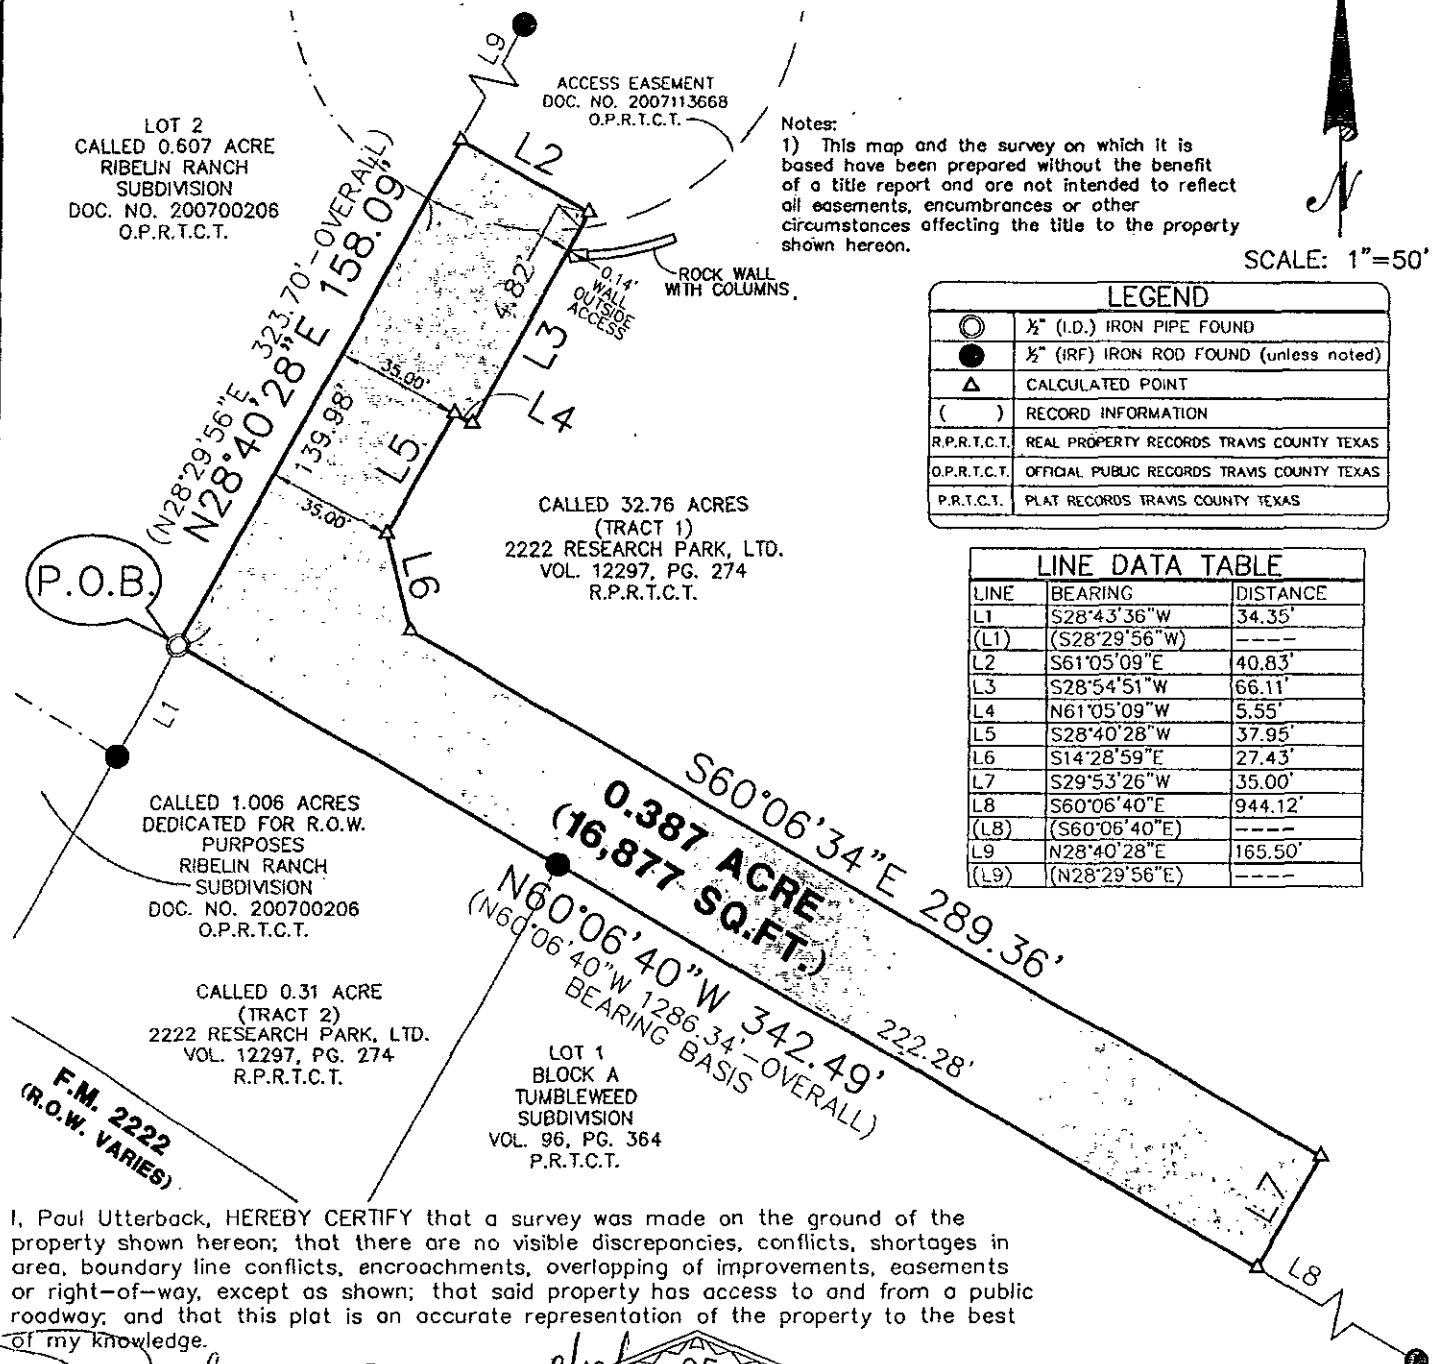 L9
ACCESS EASEMENT
DOC. NO. 2007113668
O.P.R.T.C.T.
LOT 2
CALLED 0.607 ACRE
RIBELIN RANCH
SUBDIVISION
DOC. NO. 200700206
O.P.R.T.C.T.
L2
Notes:
1) This map and the survey on which it is
based have been prepared without the benefit
of a title report and are not intended to reflect
all easements, encumbrances or other
circumstances affecting the title to the property
shown hereon.
N
SCALE: 1"=50'
(N28°29'56"E 323.70'-OVERALL)
N28°40'28"E 158.09'
4.82'
0.14'
WALL
OUTSIDE
ACCESS
ROCK WALL
WITH COLUMNS
L3
35.00'
L4
139.98'
L5
35.00'
L6
LEGEND
½" (I.D.) IRON PIPE FOUND
½" (IRF) IRON ROD FOUND (unless noted)
CALCULATED POINT
( ) RECORD INFORMATION
R.P.R.T.C.T. REAL PROPERTY RECORDS TRAVIS COUNTY TEXAS
O.P.R.T.C.T. OFFICIAL PUBLIC RECORDS TRAVIS COUNTY TEXAS
P.R.T.C.T. PLAT RECORDS TRAVIS COUNTY TEXAS
CALLED 32.76 ACRES
(TRACT 1)
2222 RESEARCH PARK, LTD.
VOL. 12297, PG. 274
R.P.R.T.C.T.
P.O.B.
L1
LINE DATA TABLE
LINE BEARING DISTANCE
L1 S28°43'36"W 34.35'
(L1) (S28°29'56"W) ----
L2 S61°05'09"E 40.83'
L3 S28°54'51"W 66.11'
L4 N61°05'09"W 5.55'
L5 S28°40'28"W 37.95'
L6 S14°28'59"E 27.43'
L7 S29°53'26"W 35.00'
L8 S60°06'40"E 944.12'
(L8) (S60°06'40"E) ----
L9 N28°40'28"E 165.50'
(L9) (N28°29'56"E) ----
CALLED 1.006 ACRES
DEDICATED FOR R.O.W.
PURPOSES
RIBELIN RANCH
SUBDIVISION
DOC. NO. 200700206
O.P.R.T.C.T.
S60°06'34"E 289.36'
0.387 ACRE
(16,877 SQ.FT.)
N60°06'40"W 342.49'
(N60°06'40"W 1286.34'-OVERALL)
BEARING BASIS
222.28'
CALLED 0.31 ACRE
(TRACT 2)
2222 RESEARCH PARK, LTD.
VOL. 12297, PG. 274
R.P.R.T.C.T.
LOT 1
BLOCK A
TUMBLEWEED
SUBDIVISION
VOL. 96, PG. 364
P.R.T.C.T.
F.M. 2222
(R.O.W. VARIES)
L7
L8
I, Paul Utterback, HEREBY CERTIFY that a survey was made on the ground of the
property shown hereon; that there are no visible discrepancies, conflicts, shortages in
area, boundary line conflicts, encroachments, overlapping of improvements, easements
or right-of-way, except as shown; that said property has access to and from a public
roadway; and that this plat is an accurate representation of the property to the best
of my knowledge.